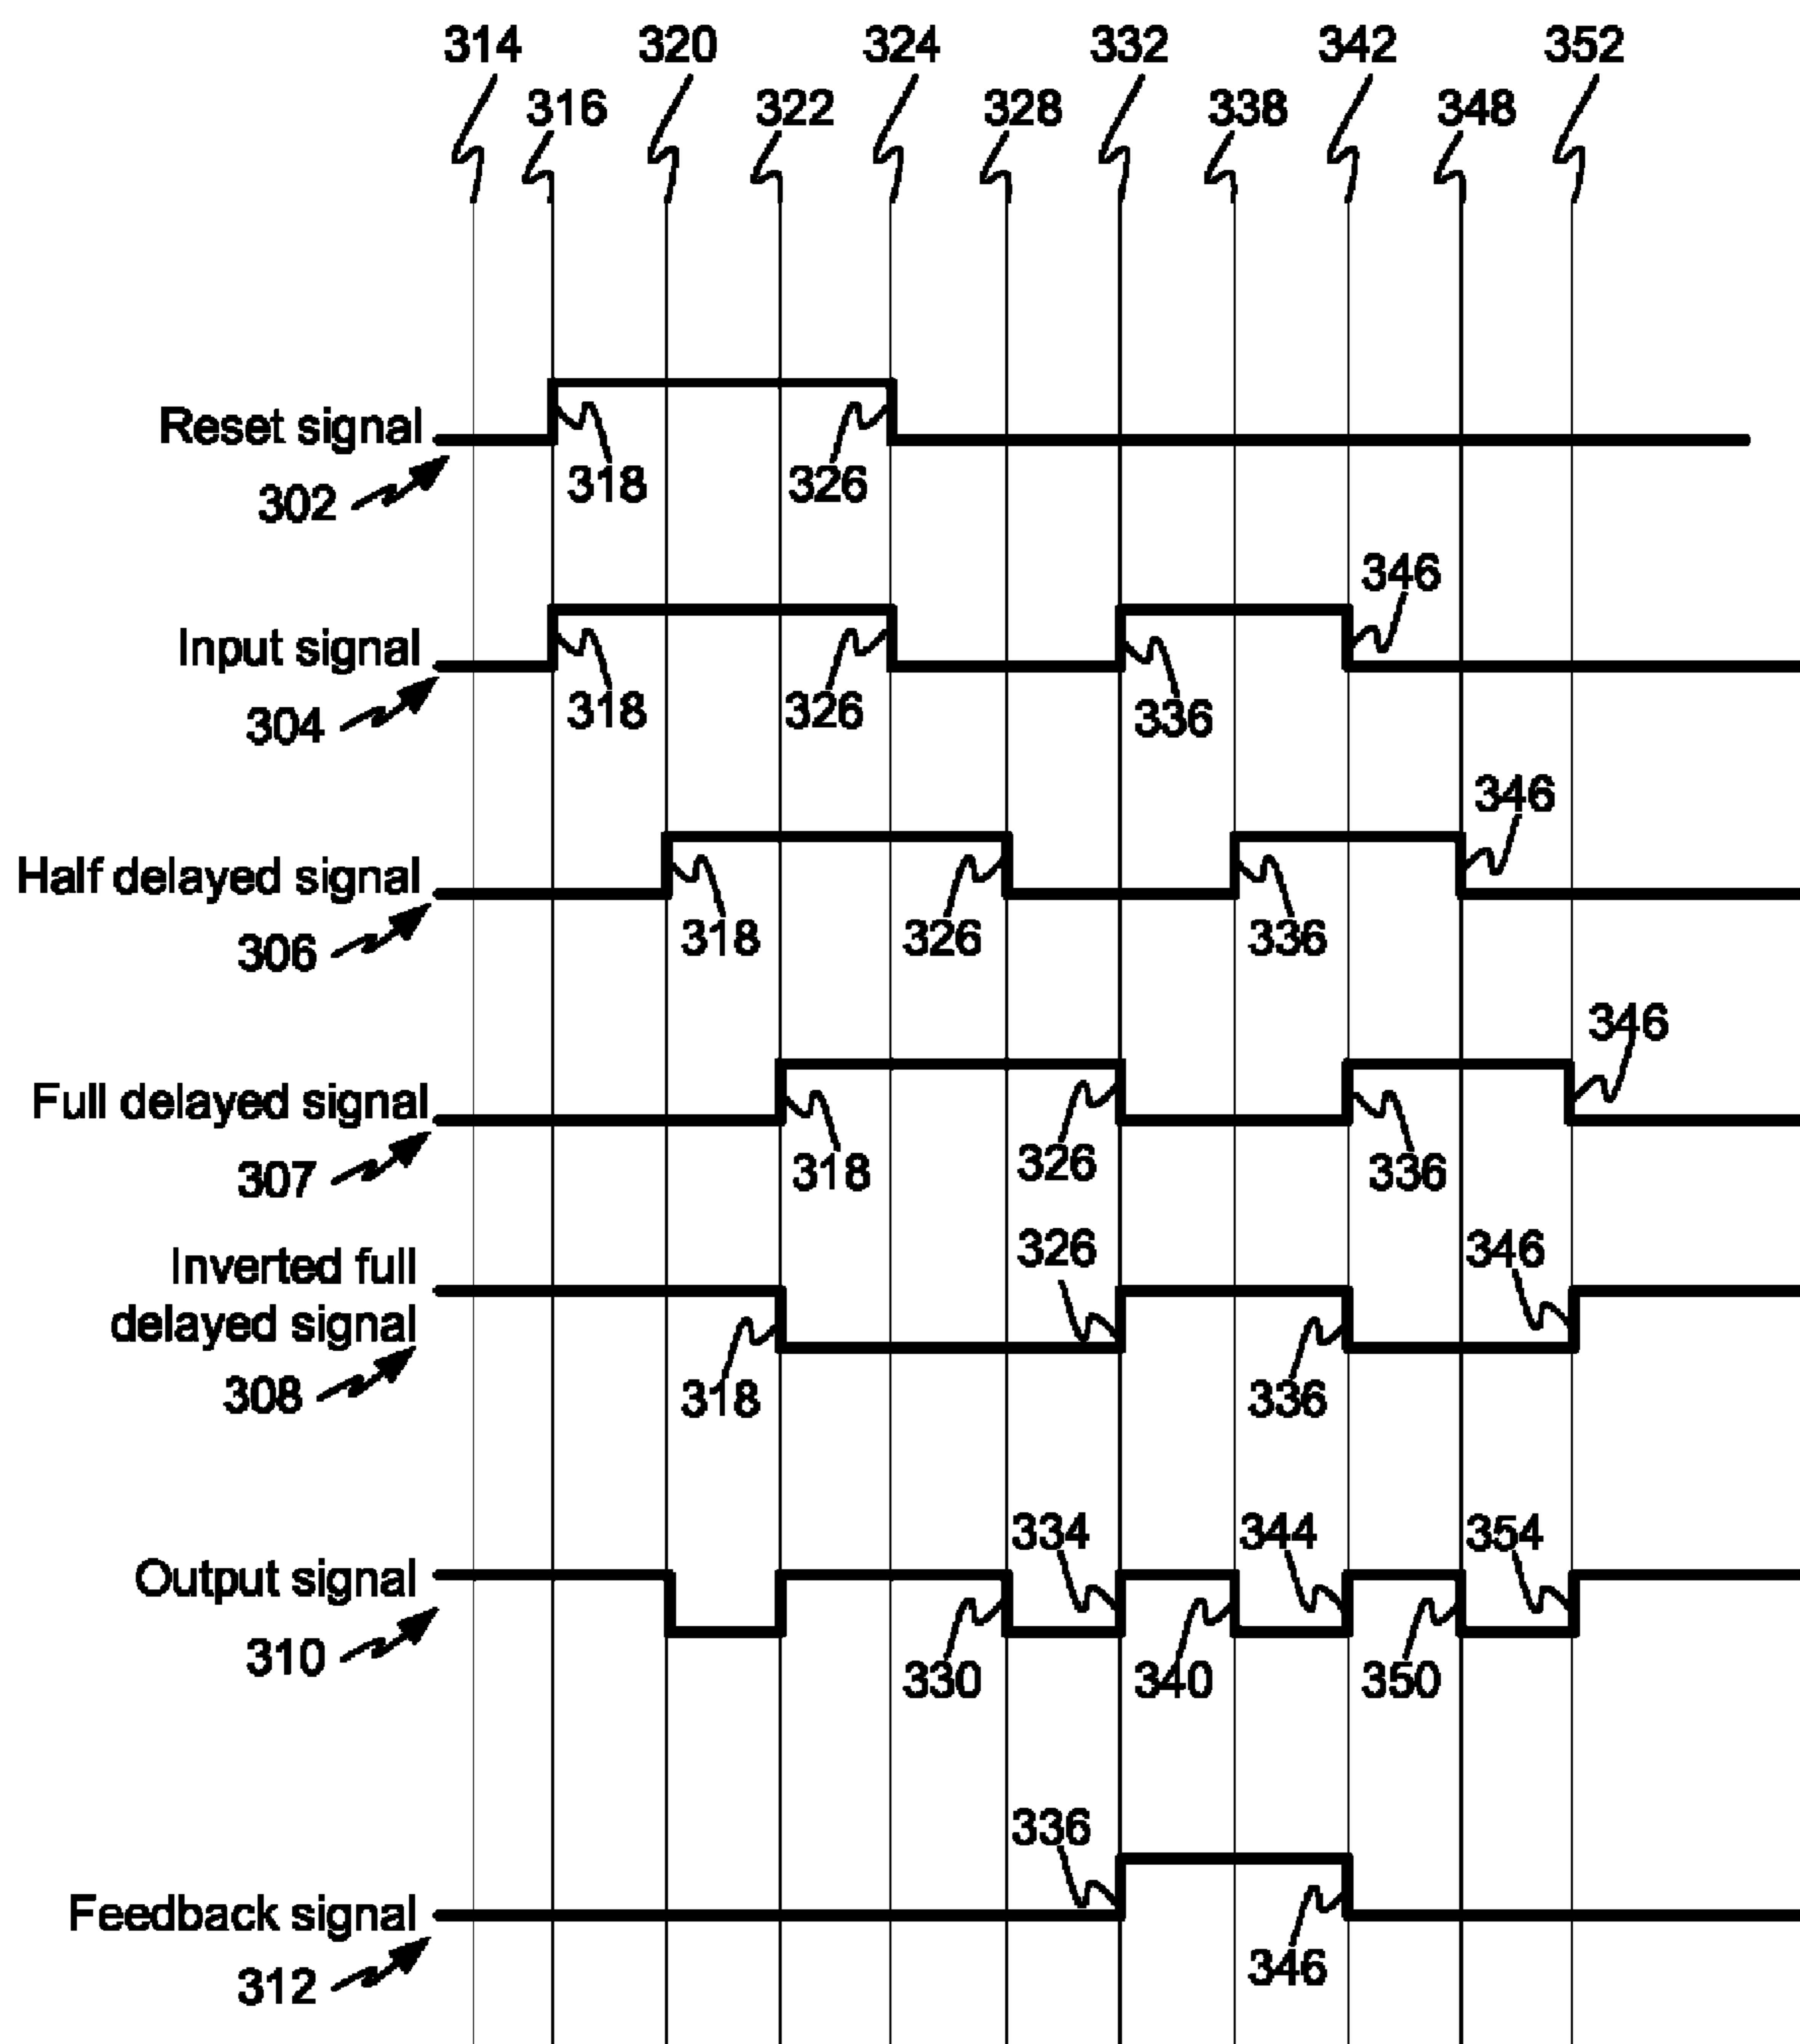 314 320 324 332 342 352
316 322 328 338 348
Reset signal
302
318 326
Input signal
304
318 326 336 346
Half delayed signal
306
318 326 336 346
Full delayed signal
307
318 326 336 346
Inverted full
delayed signal
308
318 326 336 346
Output signal
310
334 344 354
330 340 350
Feedback signal
312
336
346